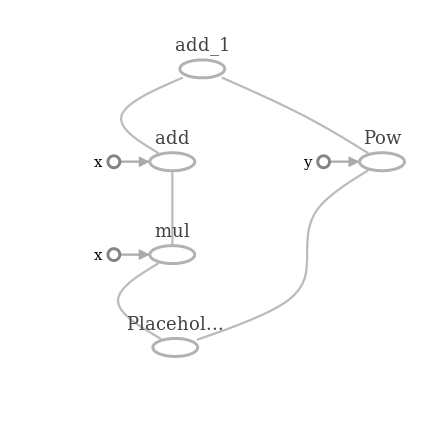 add_1
add
Pow
x
y
mul
x
Placehol...